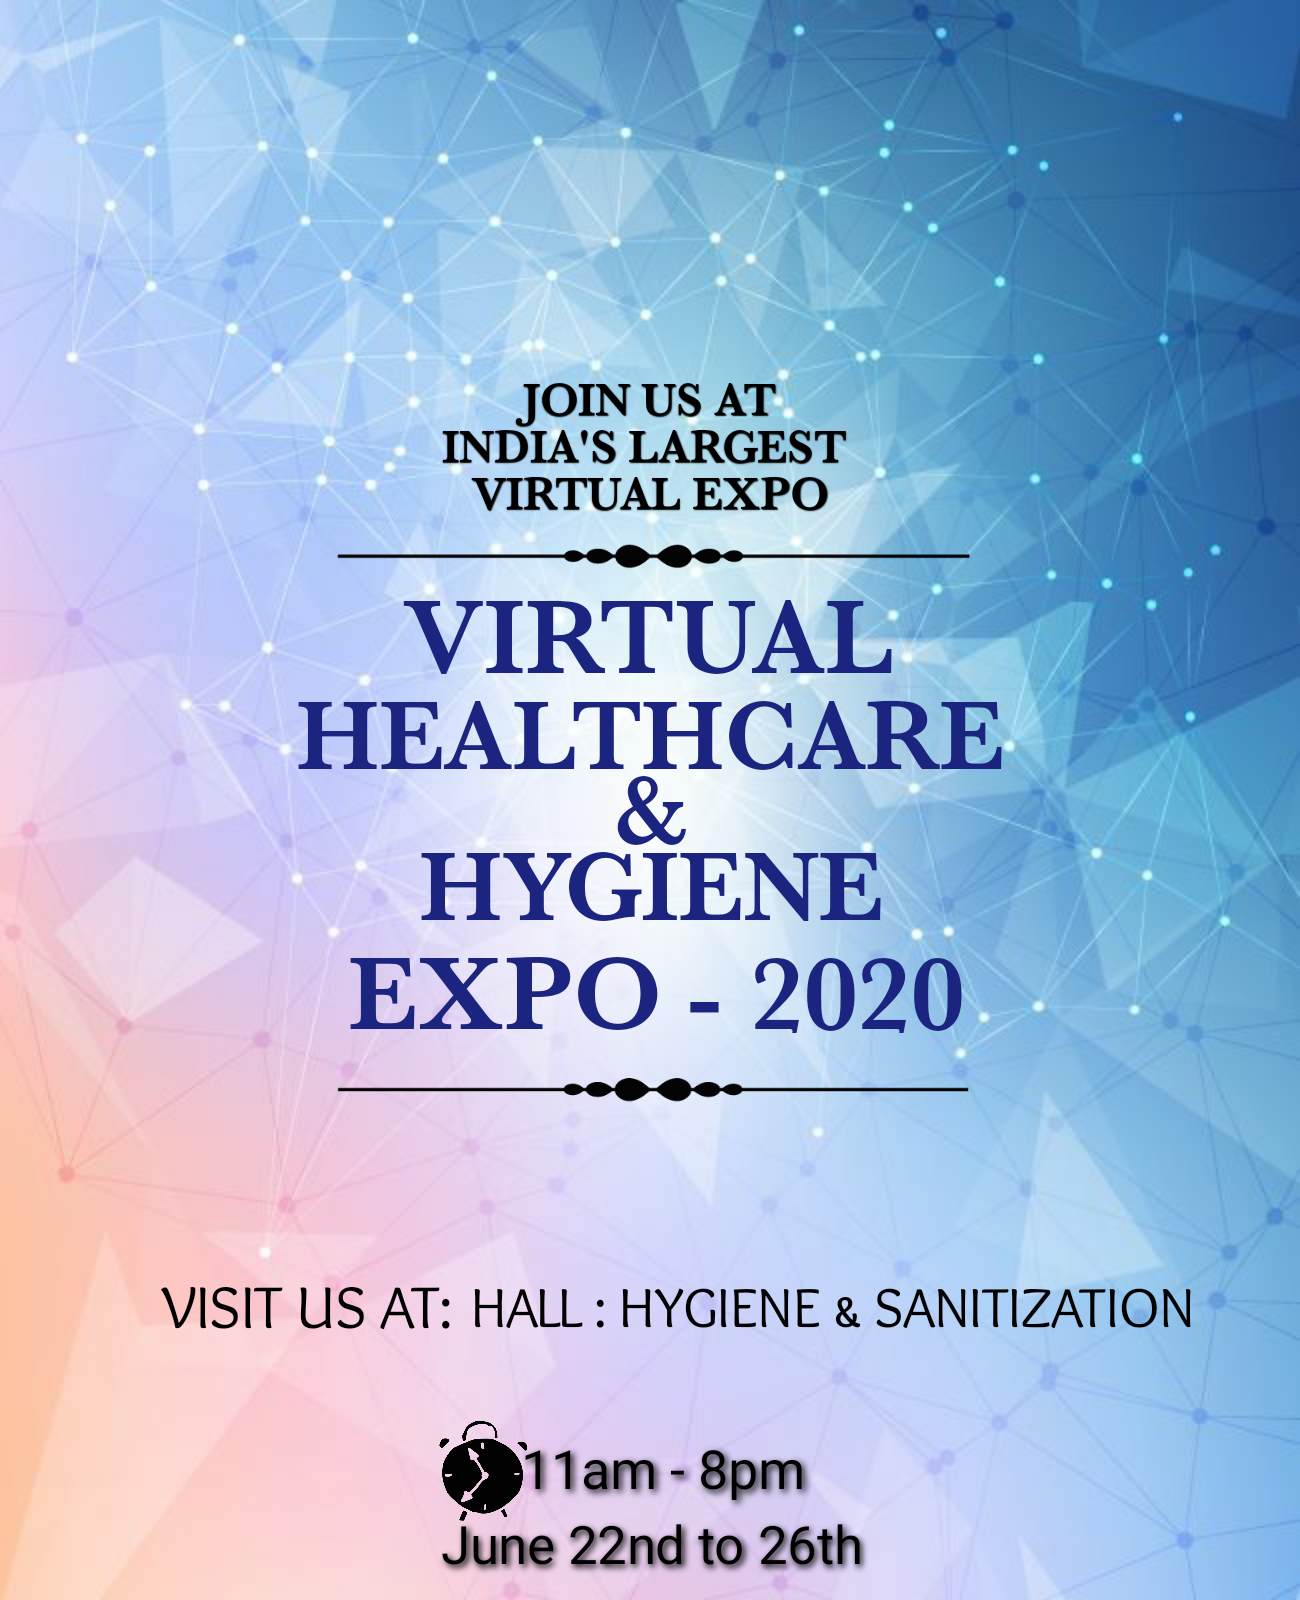 JOIN US AT
INDIA'S LARGEST
VIRTUAL EXPO
VIRTUAL
HEALTHCARE
&
HYGIENE
EXPO - 2020
VISIT US AT: HALL : HYGIENE & SANITIZATION
11am - 8pm
June 22nd to 26th